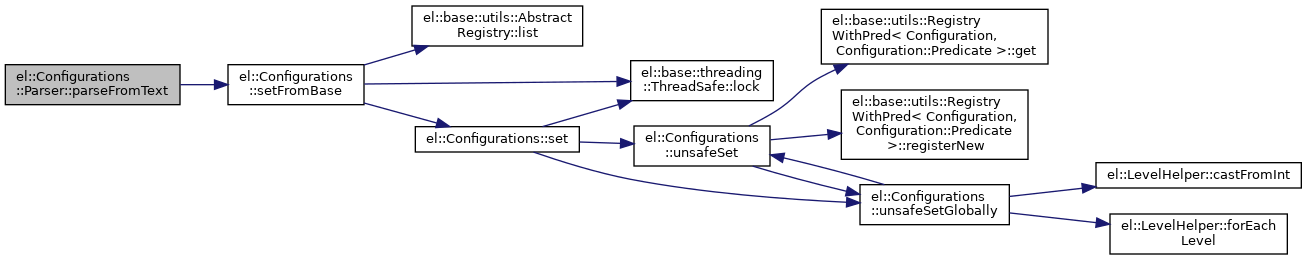 el::Configurations
::Parser::parseFromText
el::Configurations
::setFromBase
el::base::utils::Abstract
Registry::list
el::base::threading
::ThreadSafe::lock
el::Configurations::set
el::Configurations
::unsafeSet
el::base::utils::Registry
WithPred< Configuration,
Configuration::Predicate >::get
el::base::utils::Registry
WithPred< Configuration,
Configuration::Predicate
>::registerNew
el::Configurations
::unsafeSetGlobally
el::LevelHelper::castFromInt
el::LevelHelper::forEach
Level